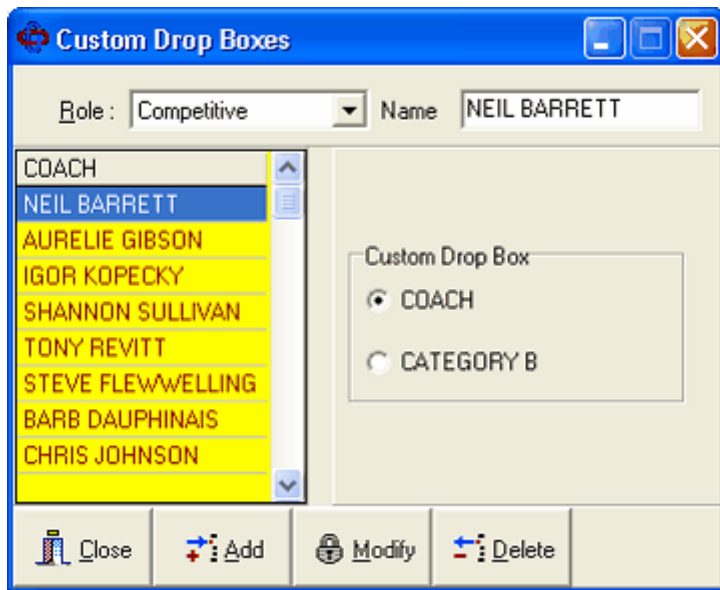 Custom Drop Boxes
Role : Competitive Name NEIL BARRETT
COACH
NEIL BARRETT
AURELIE GIBSON
IGOR KOPECKY
SHANNON SULLIVAN
TONY REVITT
STEVE FLEWWELLING
BARB DAUPHINAIS
CHRIS JOHNSON
Custom Drop Box
COACH
CATEGORY B
Close Add Modify Delete